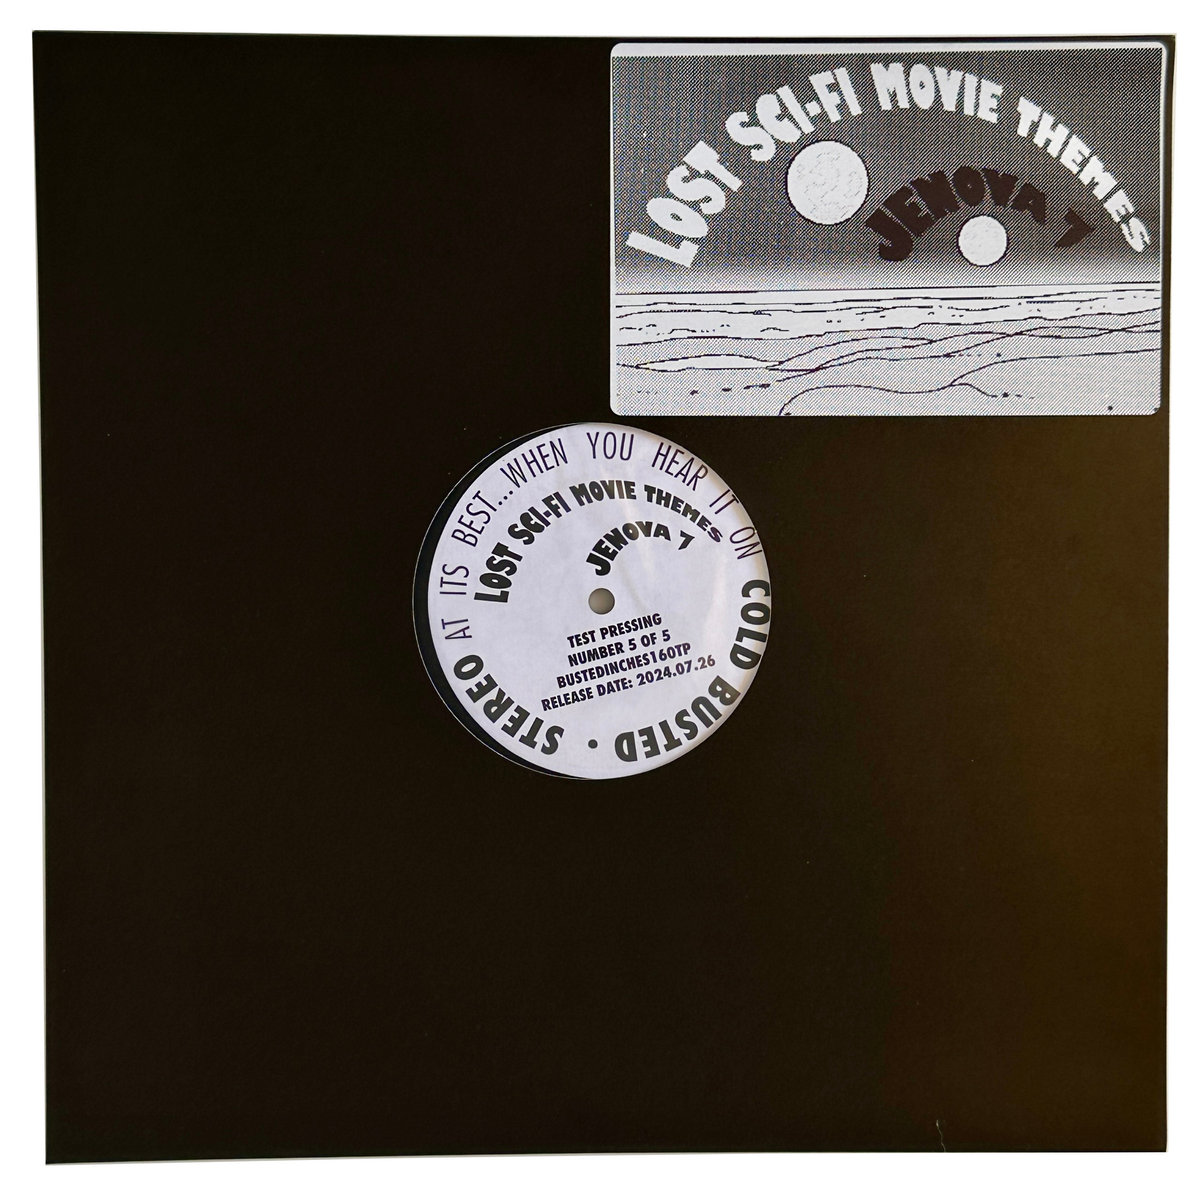 LOST SCI-FI MOVIE THEMES
JENOVA 7
STEREO AT ITS BEST...WHEN YOU HEAR IT ON COLD BUSTED •
LOST SCI-FI MOVIE THEMES
JENOVA 7
TEST PRESSING
NUMBER 5 OF 5
BUSTEDINCHES160TP
RELEASE DATE: 2024.07.26